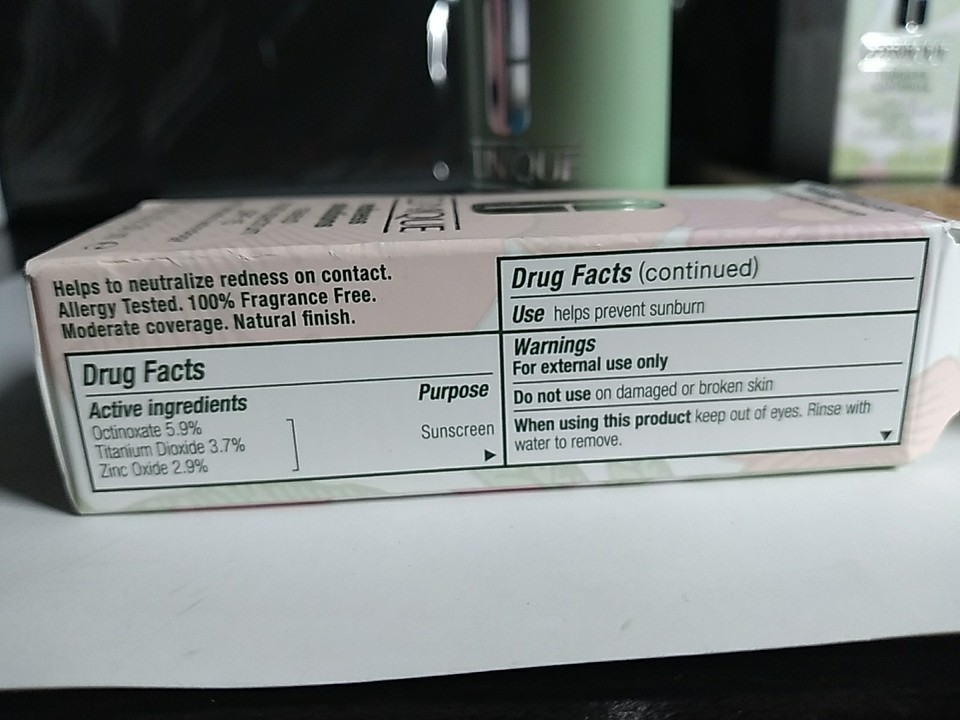 INIQUE
Helps to neutralize redness on contact.
Allergy Tested. 100% Fragrance Free.
Moderate coverage. Natural finish.
Drug Facts
Active ingredients
Purpose
Octinoxate 5.9%
Titanium Dioxide 3.7%
Sunscreen
Zinc Oxide 2.9%
Drug Facts (continued)
Use helps prevent sunburn
Warnings
For external use only
Do not use on damaged or broken skin
When using this product keep out of eyes. Rinse with
water to remove.